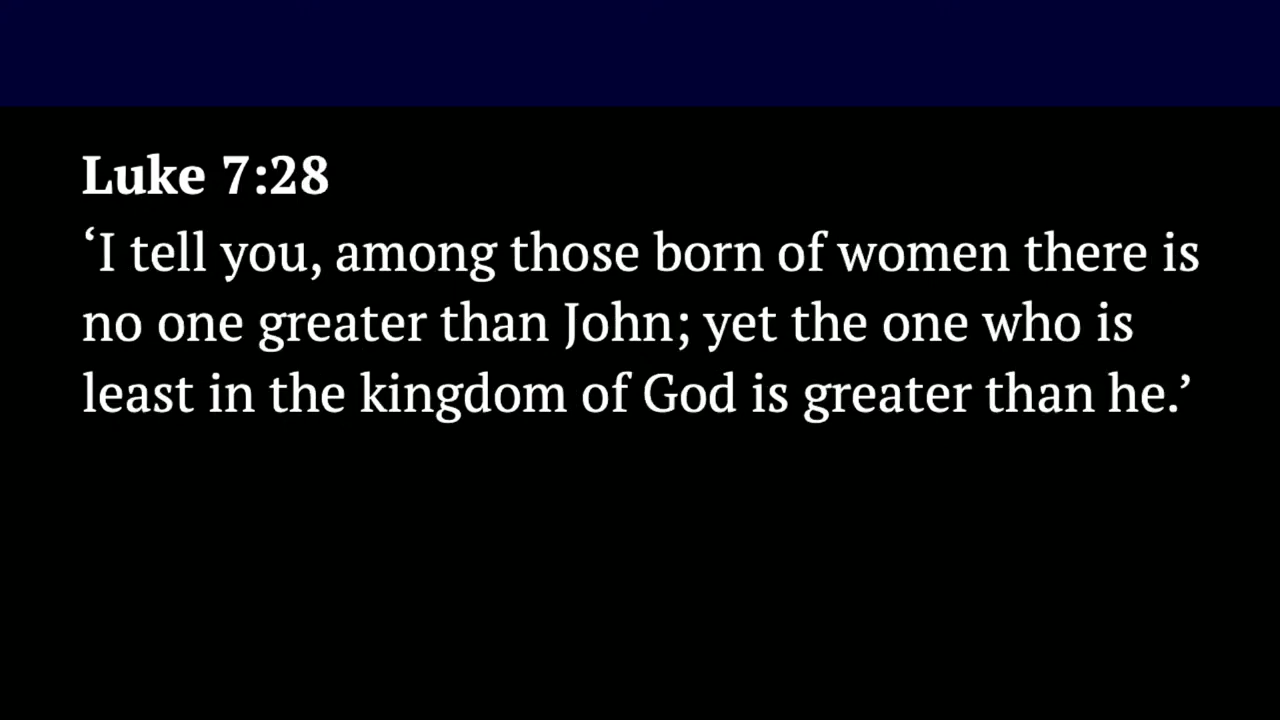 Luke 7:28
‘I tell you, among those born of women there is
no one greater than John; yet the one who is
least in the kingdom of God is greater than he.’